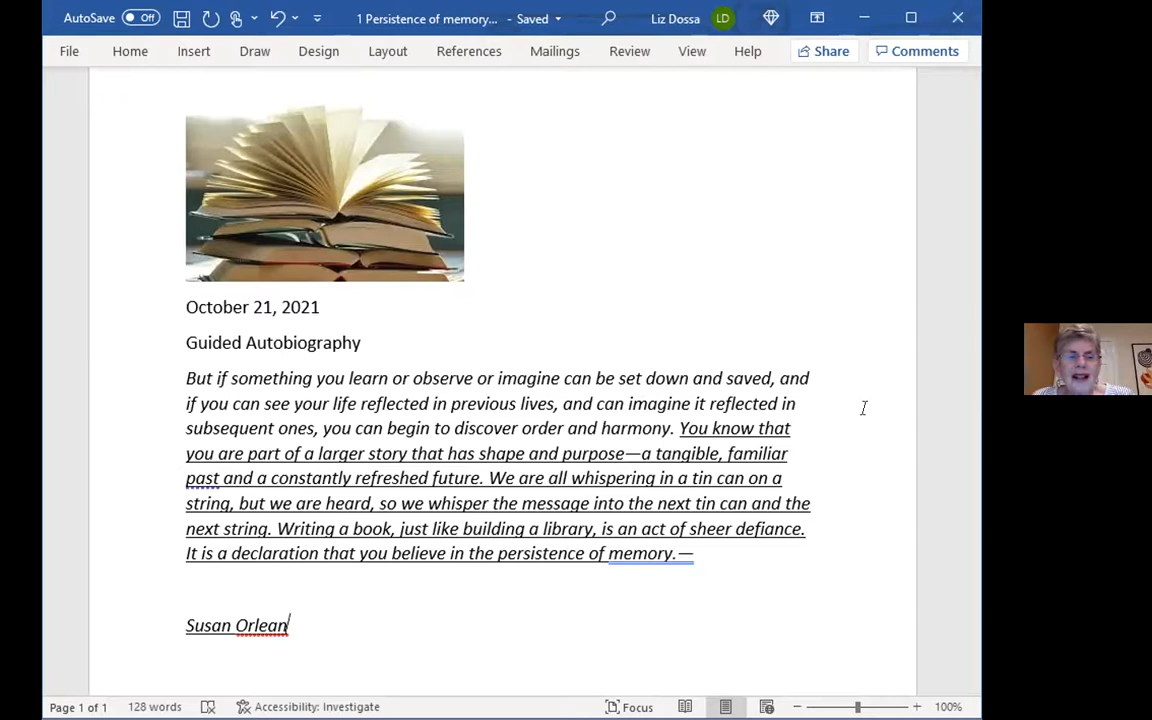 AutoSave Off 1 Persistence of memory... - Saved Liz Dossa LD
File Home Insert Draw Design Layout References Mailings Review View Help Share Comments
October 21, 2021
Guided Autobiography
But if something you learn or observe or imagine can be set down and saved, and
if you can see your life reflected in previous lives, and can imagine it reflected in
subsequent ones, you can begin to discover order and harmony. You know that
you are part of a larger story that has shape and purpose—a tangible, familiar
past and a constantly refreshed future. We are all whispering in a tin can on a
string, but we are heard, so we whisper the message into the next tin can and the
next string. Writing a book, just like building a library, is an act of sheer defiance.
It is a declaration that you believe in the persistence of memory.—
Susan Orlean
Page 1 of 1 128 words Accessibility: Investigate Focus 100%